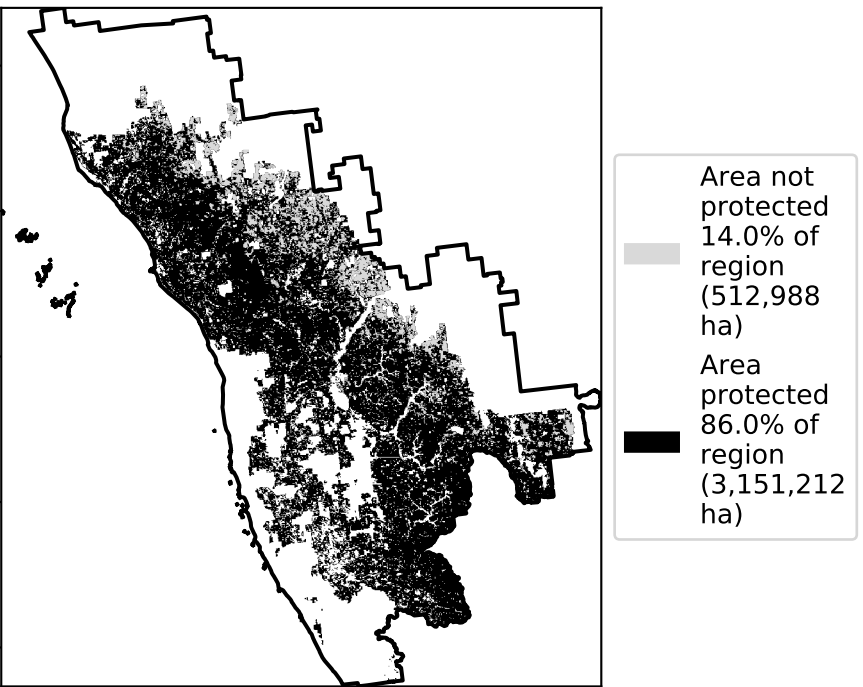 Area not
protected
14.0% of
region
(512,988
ha)
Area
protected
86.0% of
region
(3,151,212
ha)